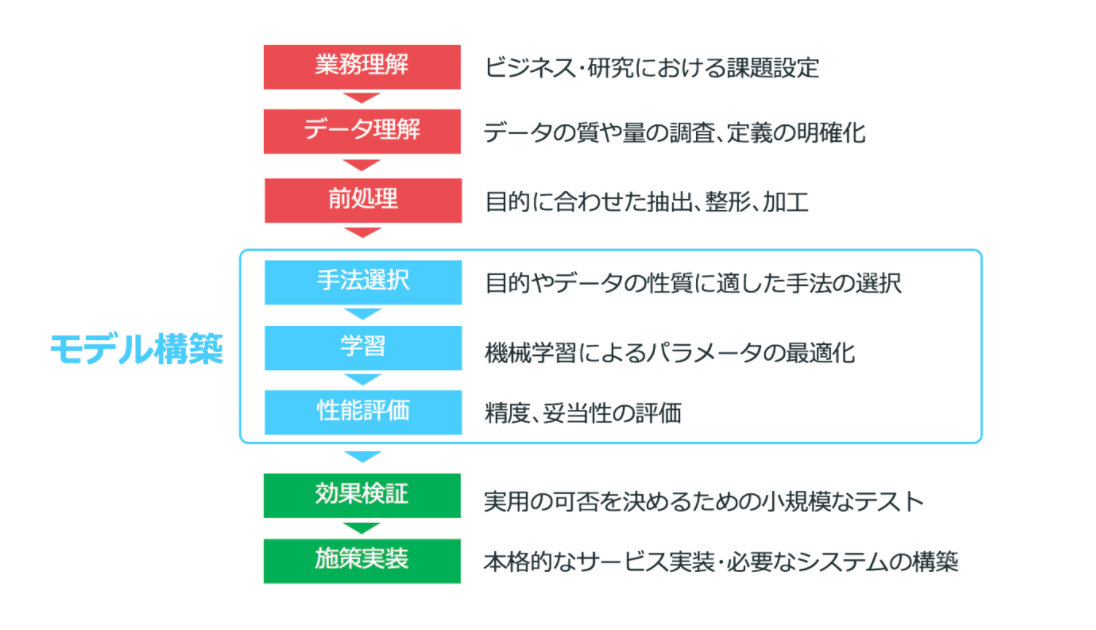 業務理解
ビジネス・研究における課題設定
データ理解
データの質や量の調査、定義の明確化
前処理
目的に合わせた抽出、整形、加工
モデル構築
手法選択
目的やデータの性質に適した手法の選択
学習
機械学習によるパラメータの最適化
性能評価
精度、妥当性の評価
効果検証
実用の可否を決めるための小規模なテスト
施策実装
本格的なサービス実装・必要なシステムの構築